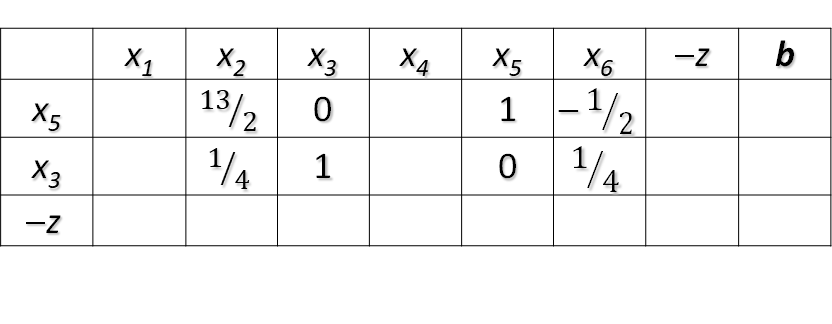 x₁ x₂ x₃ x₄ x₅ x₆ –z b
x₅ 13/2 0 1 –1/2
x₃ 1/4 1 0 1/4
–z